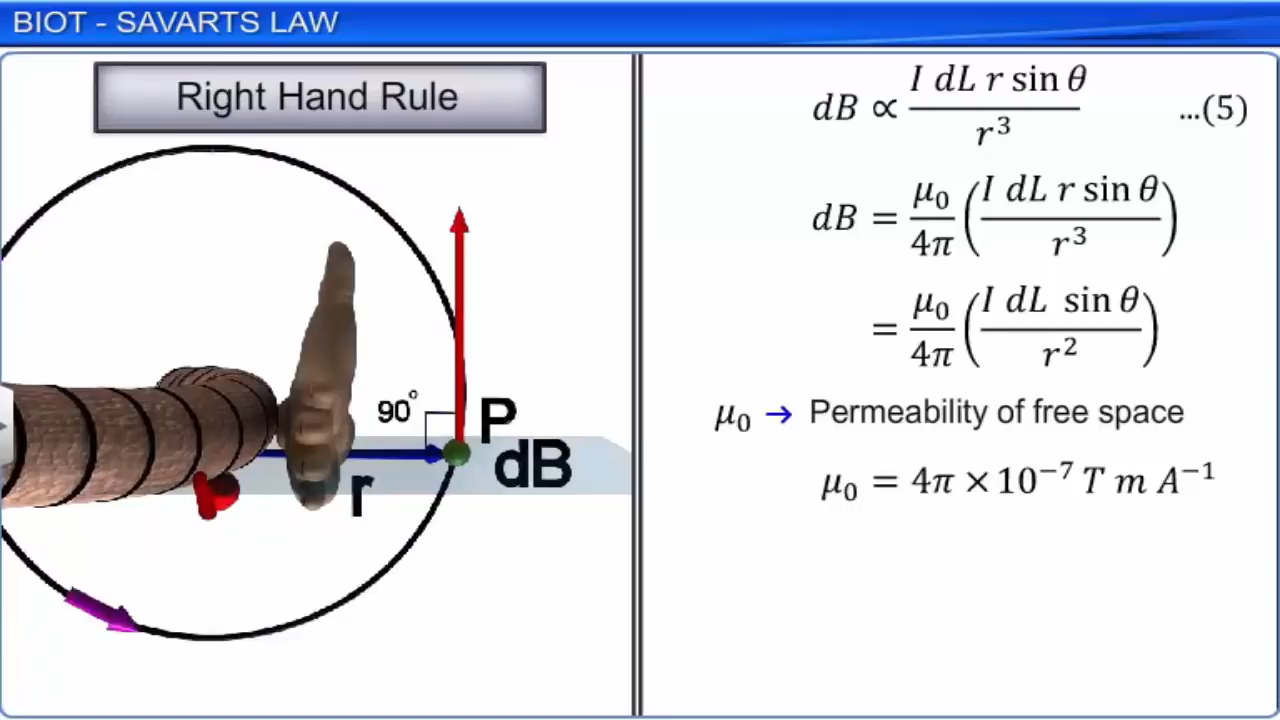 BIOT - SAVARTS LAW
Right Hand Rule
90°
P
dB
r
dB ∝ I dL r sin θ / r³ ...(5)
dB = μ₀/4π (I dL r sin θ / r³)
= μ₀/4π (I dL sin θ / r²)
μ₀ → Permeability of free space
μ₀ = 4π × 10⁻⁷ T m A⁻¹